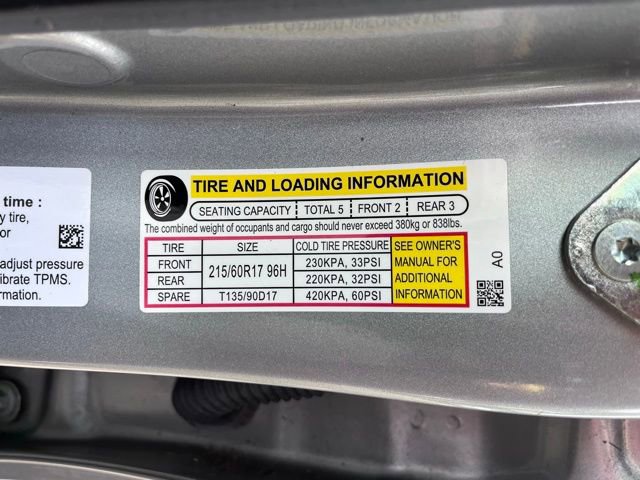 TIRE AND LOADING INFORMATION
SEATING CAPACITY TOTAL 5 FRONT 2 REAR 3
The combined weight of occupants and cargo should never exceed 380kg or 838lbs.
TIRE SIZE COLD TIRE PRESSURE SEE OWNER'S MANUAL FOR ADDITIONAL INFORMATION
FRONT 215/60R17 96H 230KPA, 33PSI
REAR 220KPA, 32PSI
SPARE T135/90D17 420KPA, 60PSI
A0
time :
y tire,
or
adjust pressure
ibrate TPMS.
rmation.